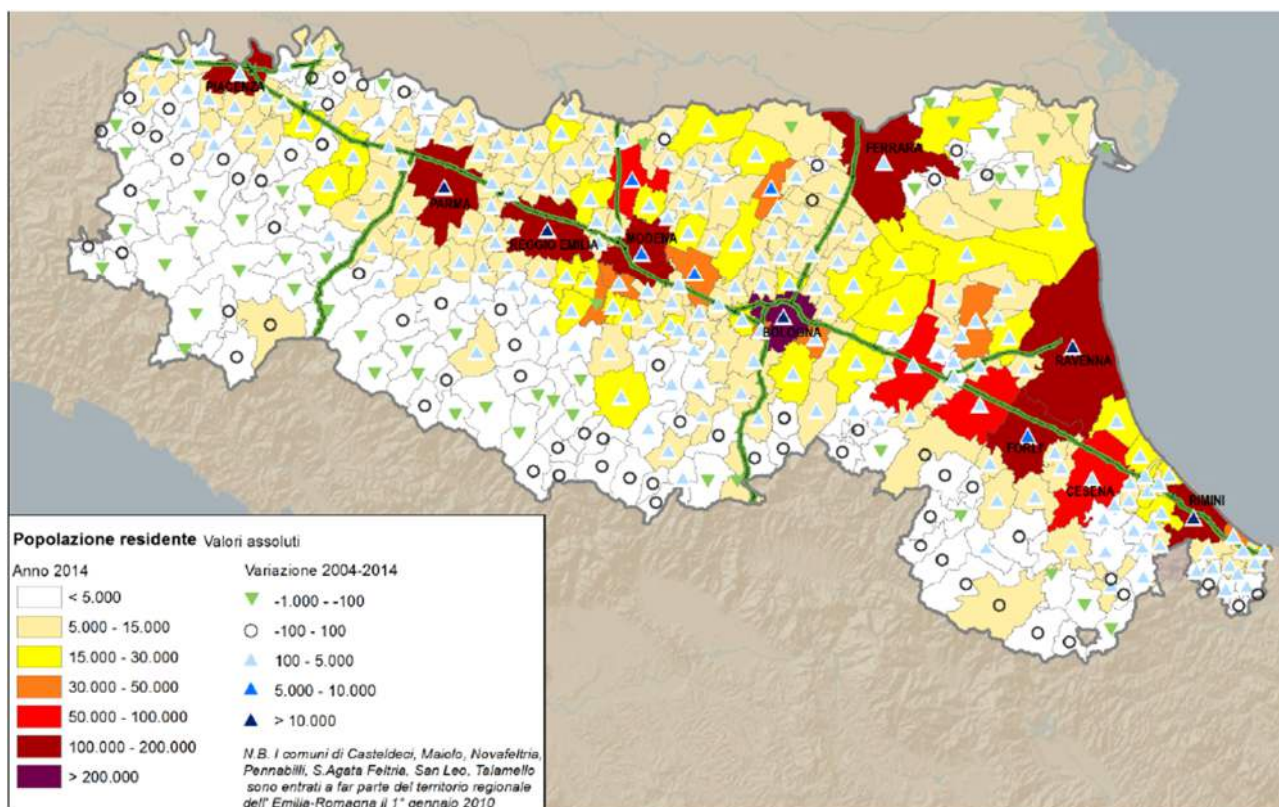 PIACENZA
FERRARA
PARMA
REGGIO EMILIA
MODENA
BOLOGNA
RAVENNA
FORLI'
CESENA
RIMINI
Popolazione residente Valori assoluti
Anno 2014
< 5.000
5.000 - 15.000
15.000 - 30.000
30.000 - 50.000
50.000 - 100.000
100.000 - 200.000
> 200.000
Variazione 2004-2014
-1.000 - -100
-100 - 100
100 - 5.000
5.000 - 10.000
> 10.000
N.B. I comuni di Casteldeci, Maiolo, Novafeltria,
Pennabilli, S.Agata Feltria, San Leo, Talamello
sono entrati a far parte del territorio regionale
dell' Emilia-Romagna il 1° gennaio 2010